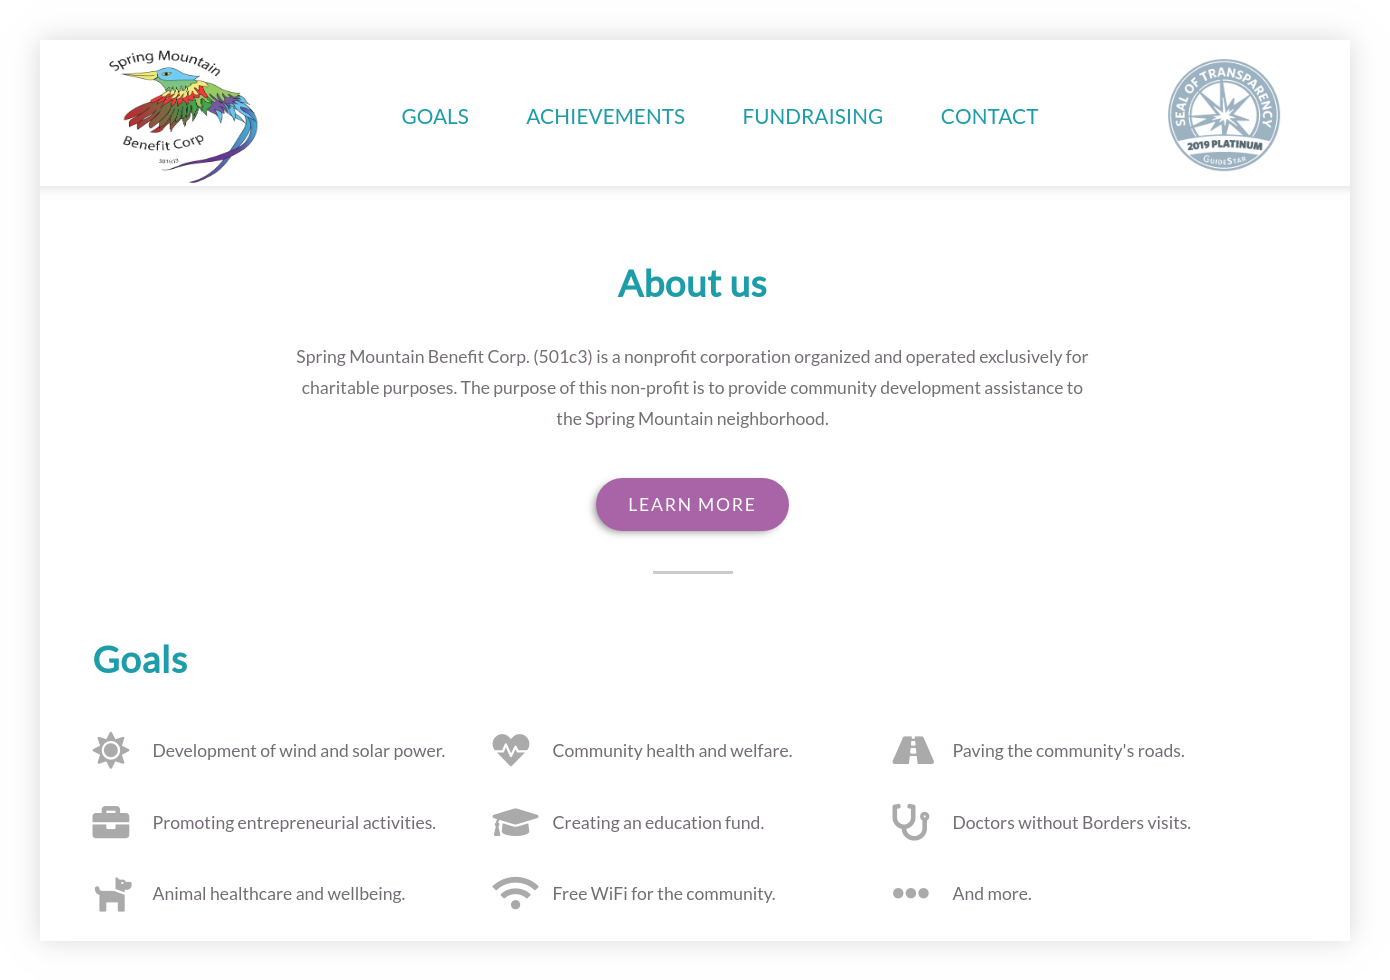 Spring Mountain
Benefit Corp
501(c)3
GOALS ACHIEVEMENTS FUNDRAISING CONTACT
SEAL OF TRANSPARENCY
2019 PLATINUM
GUIDESTAR
About us
Spring Mountain Benefit Corp. (501c3) is a nonprofit corporation organized and operated exclusively for
charitable purposes. The purpose of this non-profit is to provide community development assistance to
the Spring Mountain neighborhood.
LEARN MORE
Goals
Development of wind and solar power.
Community health and welfare.
Paving the community's roads.
Promoting entrepreneurial activities.
Creating an education fund.
Doctors without Borders visits.
Animal healthcare and wellbeing.
Free WiFi for the community.
And more.